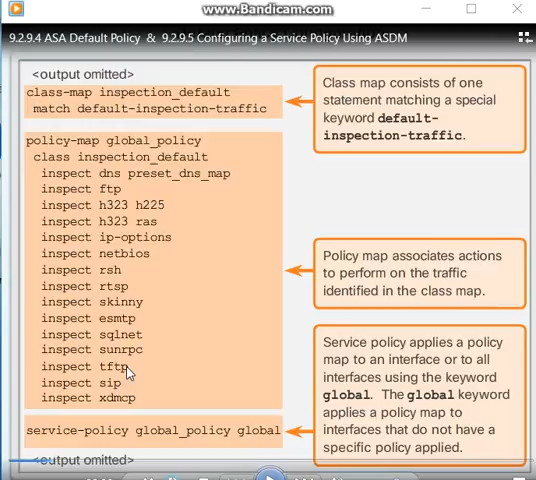 www.Bandicam.com
9.2.9.4 ASA Default Policy & 9.2.9.5 Configuring a Service Policy Using ASDM
<output omitted>
class-map inspection_default
match default-inspection-traffic
Class map consists of one
statement matching a special
keyword default-
inspection-traffic.
policy-map global_policy
class inspection_default
inspect dns preset_dns_map
inspect ftp
inspect h323 h225
inspect h323 ras
inspect ip-options
inspect netbios
inspect rsh
inspect rtsp
inspect skinny
inspect esmtp
inspect sqlnet
inspect sunrpc
inspect tftp
inspect sip
inspect xdmcp
Policy map associates actions
to perform on the traffic
identified in the class map.
service-policy global_policy global
Service policy applies a policy
map to an interface or to all
interfaces using the keyword
global. The global keyword
applies a policy map to
interfaces that do not have a
specific policy applied.
<output omitted>